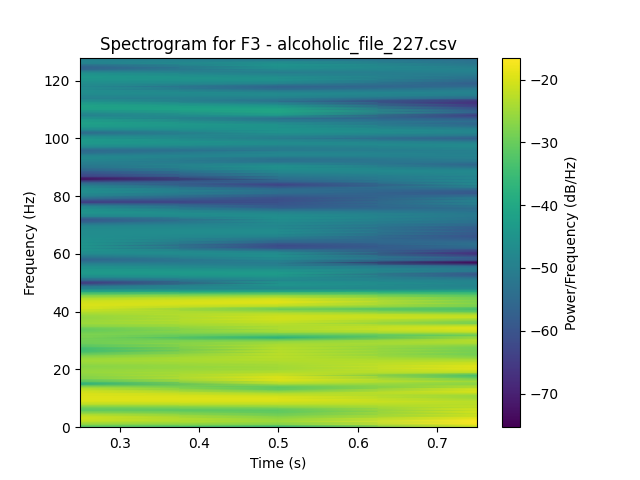 Spectrogram for F3 - alcoholic_file_227.csv
120
100
80
60
40
20
0
Frequency (Hz)
0.3 0.4 0.5 0.6 0.7
Time (s)
−20
−30
−40
−50
−60
−70
Power/Frequency (dB/Hz)